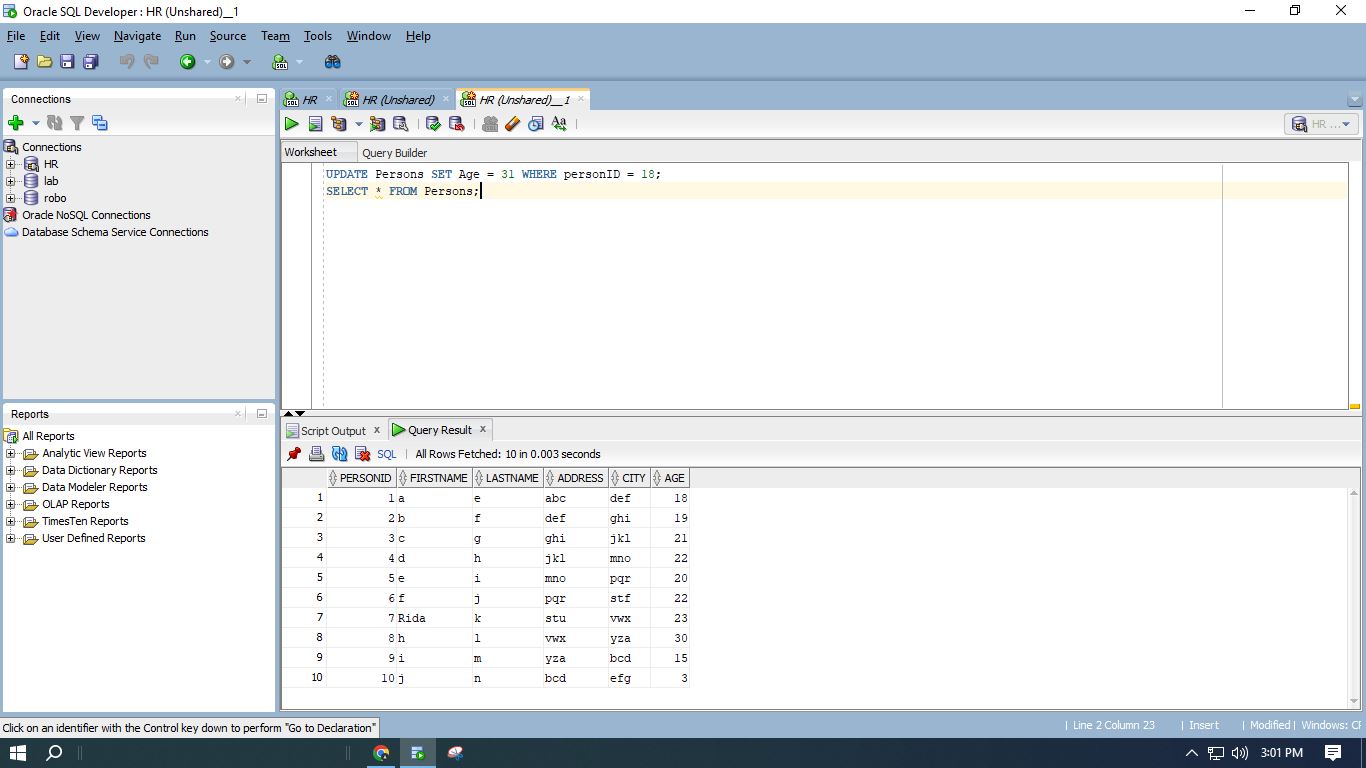 Oracle SQL Developer : HR (Unshared)__1
File Edit View Navigate Run Source Team Tools Window Help
Connections
Connections
HR
lab
robo
Oracle NoSQL Connections
Database Schema Service Connections
Reports
All Reports
Analytic View Reports
Data Dictionary Reports
Data Modeler Reports
OLAP Reports
TimesTen Reports
User Defined Reports
HR HR (Unshared) HR (Unshared)__1
HR ...
Worksheet Query Builder
UPDATE Persons SET Age = 31 WHERE personID = 18;
SELECT * FROM Persons;
Script Output x Query Result x
SQL | All Rows Fetched: 10 in 0.003 seconds
PERSONID FIRSTNAME LASTNAME ADDRESS CITY AGE
1 1 a e abc def 18
2 2 b f def ghi 19
3 3 c g ghi jkl 21
4 4 d h jkl mno 22
5 5 e i mno pqr 20
6 6 f j pqr stf 22
7 7 Rida k stu vwx 23
8 8 h l vwx yza 30
9 9 i m yza bcd 15
10 10 j n bcd efg 3
Click on an identifier with the Control key down to perform "Go to Declaration"
| Line 2 Column 23 | Insert | Modified | Windows: CF
3:01 PM